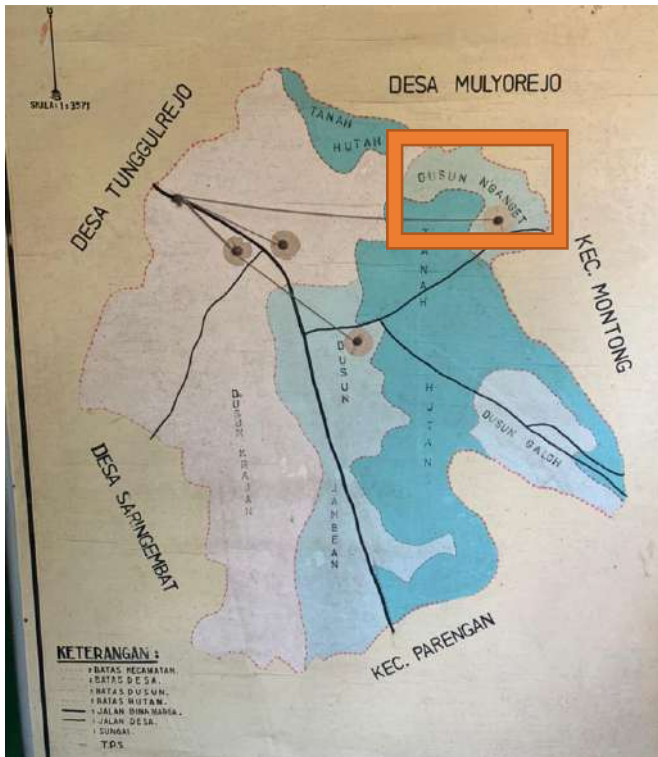 U
SKALA: 1: 3571
DESA MULYOREJO
DESA TUNGGULREJO
TANAH
HUTAN
DUSUN NGANGET
KEC. MONTONG
TANAH
HUTAN
DUSUN
JAMBEAN
DUSUN KRAJAN
DUSUN GALOH
DESA SARINGEMBAT
KEC. PARENGAN
KETERANGAN :
: BATAS KECAMATAN.
: BATAS DESA.
: BATAS DUSUN.
: BATAS HUTAN.
: JALAN BINA MARGA.
: JALAN DESA.
: SUNGAI
T.P.S